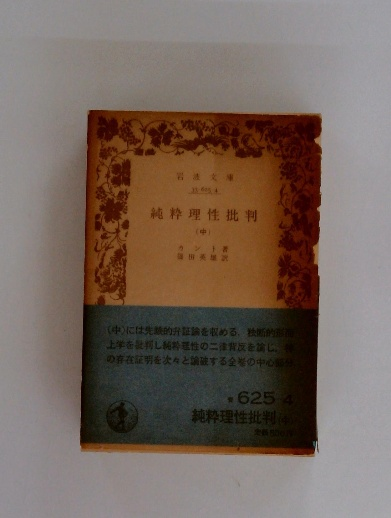 岩波文庫
純粋理性批判
(中)
カント著
篠田英雄訳
(中)には先験的弁証論を収める。独断的形而
上学を批判し純粋理性の二律背反を論じ、
の存在証明を次々と論破する全巻の中心
625 4
純粋理性批判